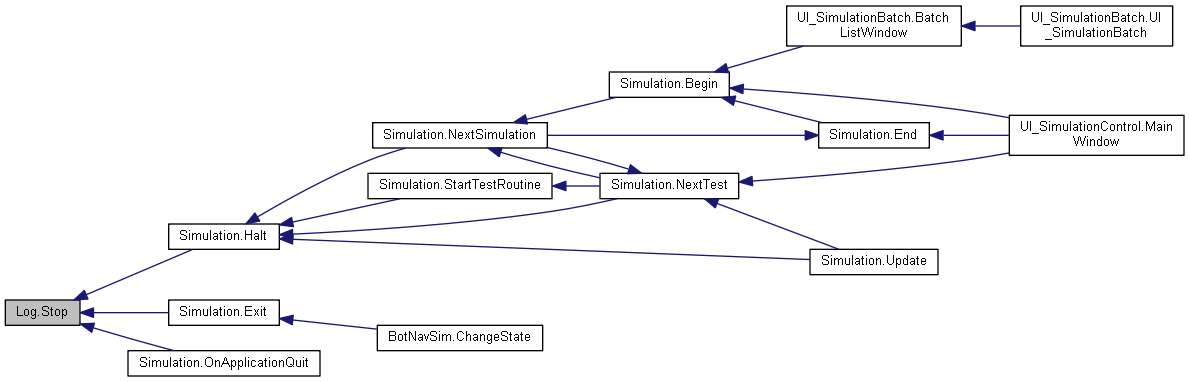 UI_SimulationBatch.Batch
ListWindow
UI_SimulationBatch.UI
_SimulationBatch
Simulation.Begin
Simulation.NextSimulation
Simulation.End
UI_SimulationControl.Main
Window
Simulation.StartTestRoutine
Simulation.NextTest
Simulation.Halt
Simulation.Update
Log.Stop
Simulation.Exit
BotNavSim.ChangeState
Simulation.OnApplicationQuit